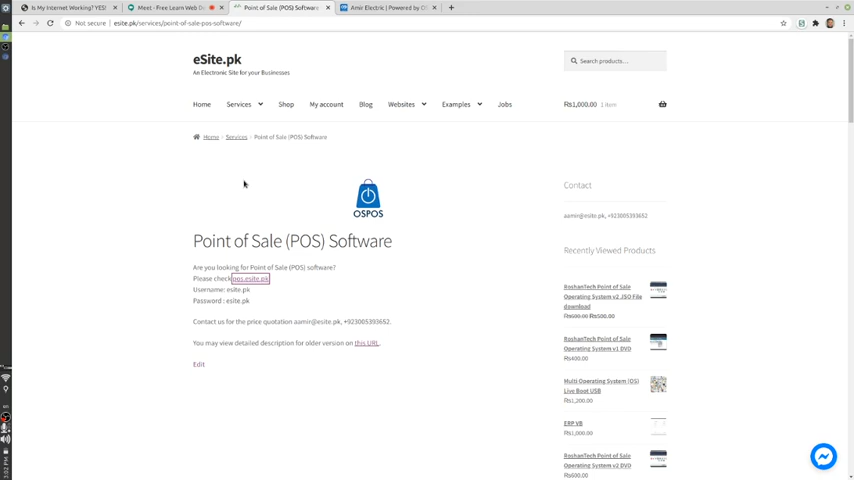 Is My Internet Working? YES!
Meet - Free Learn Web De
Point of Sale (POS) Software
Amir Electric | Powered by O
Not secure
esite.pk/services/point-of-sale-pos-software/
eSite.pk
An Electronic Site for your Businesses
Search products…
Home
Services
Shop
My account
Blog
Websites
Examples
Jobs
₨1,000.00 1 item
Home
Services
Point of Sale (POS) Software
OSPOS
Point of Sale (POS) Software
Are you looking for Point of Sale (POS) software?
Please check pos.esite.pk
Username: esite.pk
Password : esite.pk
Contact us for the price quotation aamir@esite.pk, +923005393652.
You may view detailed description for older version on this URL.
Edit
Contact
aamir@esite.pk, +923005393652
Recently Viewed Products
RoshanTech Point of Sale
Operating System v2 .ISO File
download
₨600.00 ₨500.00
RoshanTech Point of Sale
Operating System v1 DVD
₨400.00
Multi Operating System (OS)
Live Boot USB
₨1,200.00
ERP VB
₨1,000.00
RoshanTech Point of Sale
Operating System v2 DVD
₨600.00
en
5:02 PM